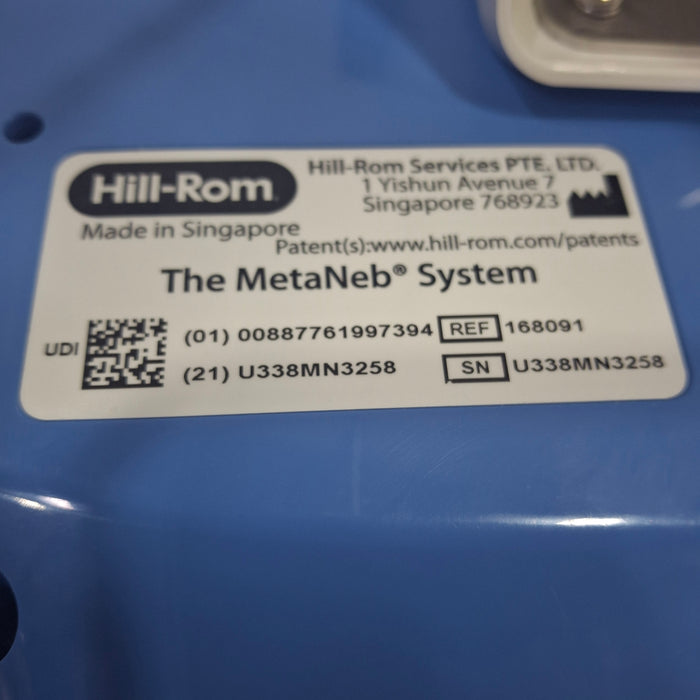 Hill-Rom
Hill-Rom Services PTE. LTD.
1 Yishun Avenue 7
Singapore 768923
Made in Singapore
Patent(s):www.hill-rom.com/patents
The MetaNeb® System
UDI
(01) 00887761997394 REF 168091
(21) U338MN3258 SN U338MN3258